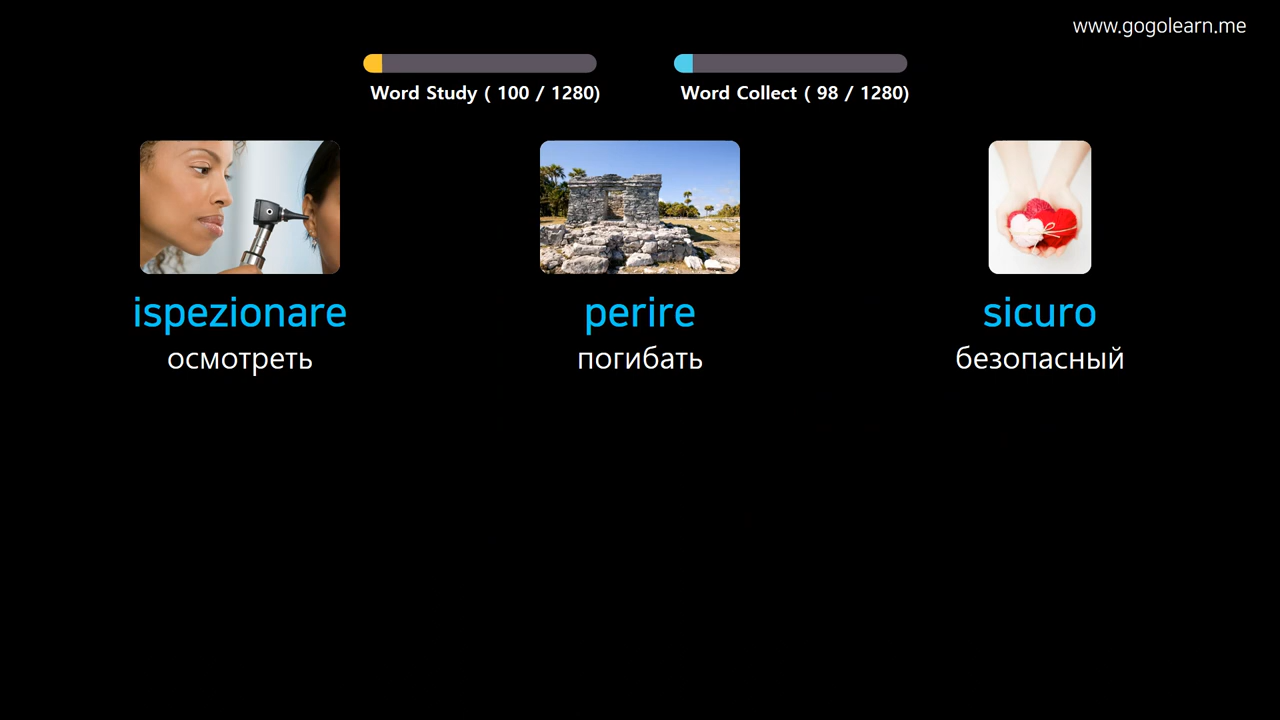 www.gogolearn.me
Word Study ( 100 / 1280)
Word Collect ( 98 / 1280)
ispezionare
осмотреть
perire
погибать
sicuro
безопасный